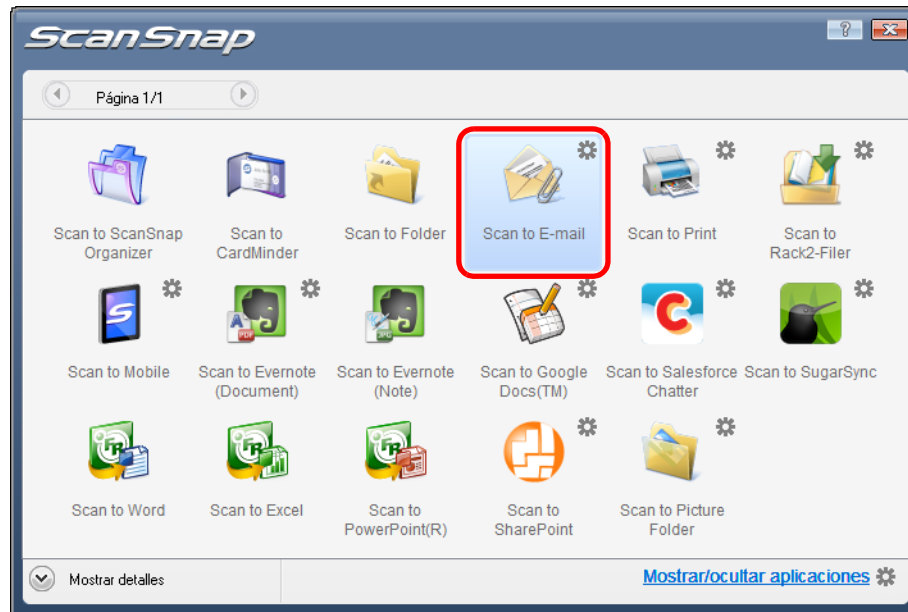 ScanSnap
Página 1/1
Scan to ScanSnap
Organizer
Scan to
CardMinder
Scan to Folder
Scan to E-mail
Scan to Print
Scan to
Rack2-Filer
Scan to Mobile
Scan to Evernote
(Document)
Scan to Evernote
(Note)
Scan to Google
Docs(TM)
Scan to Salesforce
Chatter
Scan to SugarSync
Scan to Word
Scan to Excel
Scan to
PowerPoint(R)
Scan to
SharePoint
Scan to Picture
Folder
Mostrar detalles
Mostrar/ocultar aplicaciones